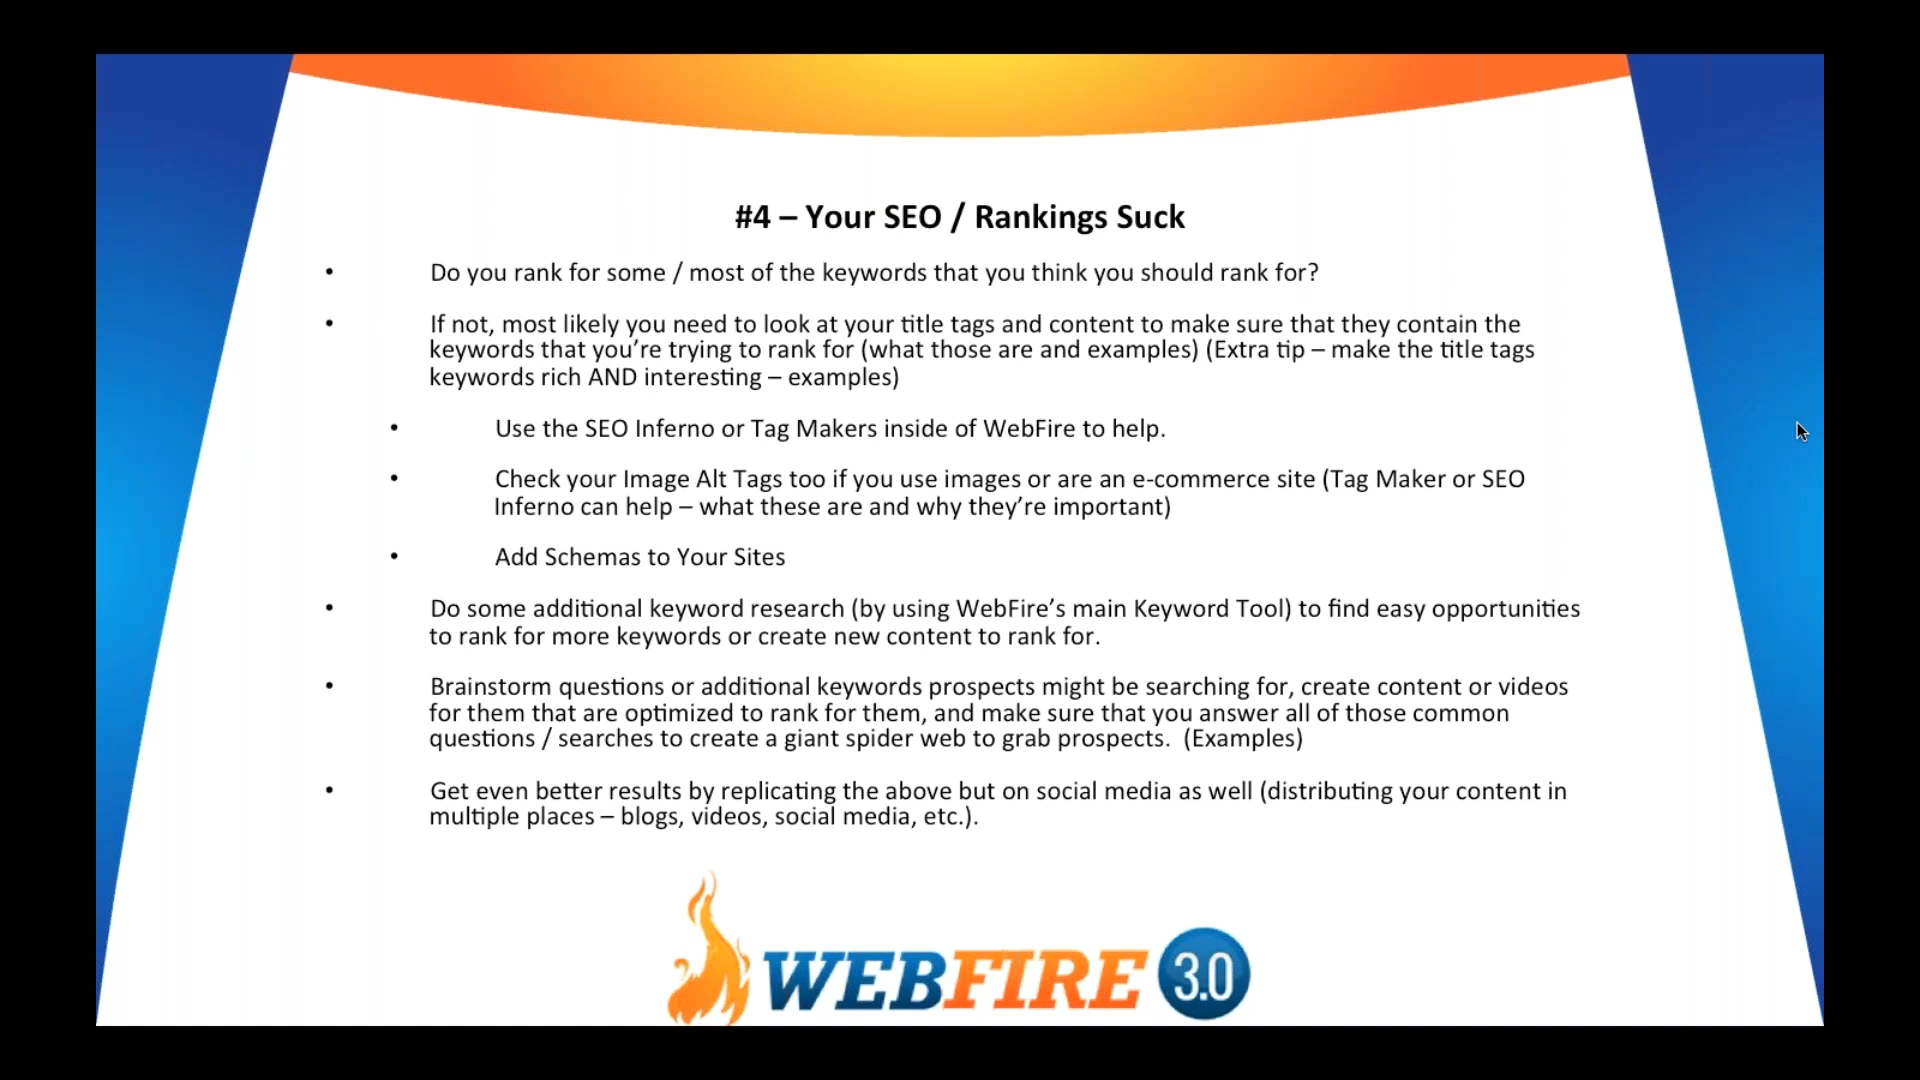 #4 – Your SEO / Rankings Suck
• Do you rank for some / most of the keywords that you think you should rank for?
• If not, most likely you need to look at your title tags and content to make sure that they contain the
keywords that you’re trying to rank for (what those are and examples) (Extra tip – make the title tags
keywords rich AND interesting – examples)
• Use the SEO Inferno or Tag Makers inside of WebFire to help.
• Check your Image Alt Tags too if you use images or are an e-commerce site (Tag Maker or SEO
Inferno can help – what these are and why they’re important)
• Add Schemas to Your Sites
• Do some additional keyword research (by using WebFire’s main Keyword Tool) to find easy opportunities
to rank for more keywords or create new content to rank for.
• Brainstorm questions or additional keywords prospects might be searching for, create content or videos
for them that are optimized to rank for them, and make sure that you answer all of those common
questions / searches to create a giant spider web to grab prospects.  (Examples)
• Get even better results by replicating the above but on social media as well (distributing your content in
multiple places – blogs, videos, social media, etc.).
WEBFIRE 3.0